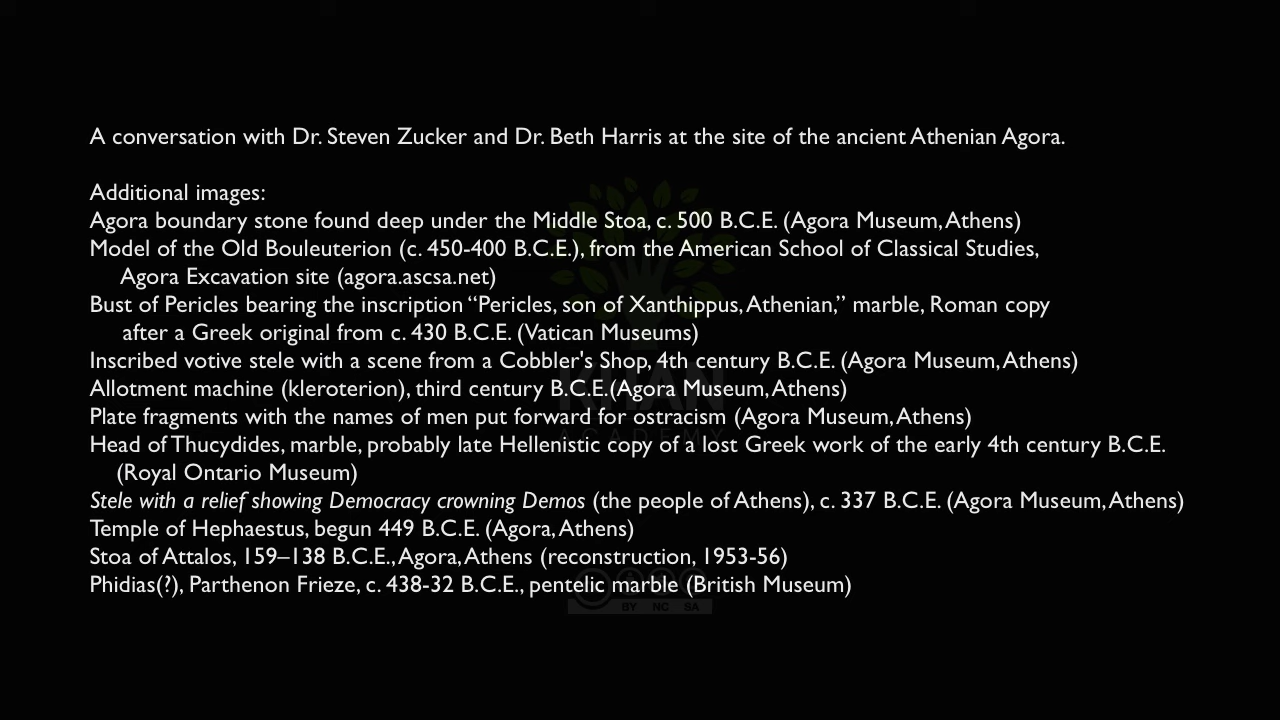 A conversation with Dr. Steven Zucker and Dr. Beth Harris at the site of the ancient Athenian Agora.
Additional images:
Agora boundary stone found deep under the Middle Stoa, c. 500 B.C.E. (Agora Museum, Athens)
Model of the Old Bouleuterion (c. 450-400 B.C.E.), from the American School of Classical Studies,
Agora Excavation site (agora.ascsa.net)
Bust of Pericles bearing the inscription “Pericles, son of Xanthippus, Athenian,” marble, Roman copy
after a Greek original from c. 430 B.C.E. (Vatican Museums)
Inscribed votive stele with a scene from a Cobbler's Shop, 4th century B.C.E. (Agora Museum, Athens)
Allotment machine (kleroterion), third century B.C.E.(Agora Museum, Athens)
Plate fragments with the names of men put forward for ostracism (Agora Museum, Athens)
Head of Thucydides, marble, probably late Hellenistic copy of a lost Greek work of the early 4th century B.C.E.
(Royal Ontario Museum)
Stele with a relief showing Democracy crowning Demos (the people of Athens), c. 337 B.C.E. (Agora Museum, Athens)
Temple of Hephaestus, begun 449 B.C.E. (Agora, Athens)
Stoa of Attalos, 159–138 B.C.E., Agora, Athens (reconstruction, 1953-56)
Phidias(?), Parthenon Frieze, c. 438-32 B.C.E., pentelic marble (British Museum)
KHAN
ACADEMY
BY NC SA